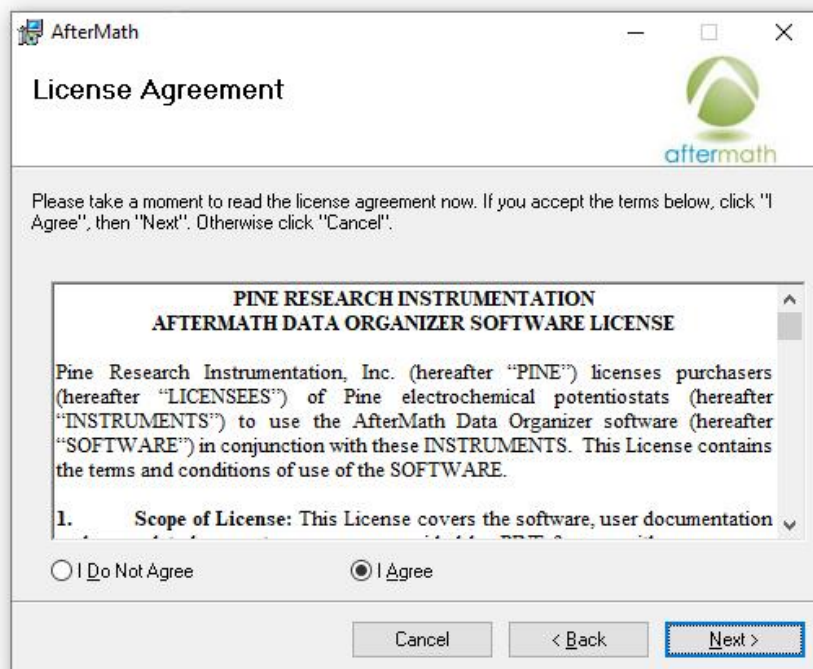 AfterMath
License Agreement
aftermath
Please take a moment to read the license agreement now. If you accept the terms below, click "I
Agree", then "Next". Otherwise click "Cancel".
PINE RESEARCH INSTRUMENTATION
AFTERMATH DATA ORGANIZER SOFTWARE LICENSE
Pine Research Instrumentation, Inc. (hereafter “PINE”) licenses purchasers
(hereafter “LICENSEES”) of Pine electrochemical potentiostats (hereafter
“INSTRUMENTS”) to use the AfterMath Data Organizer software (hereafter
“SOFTWARE”) in conjunction with these INSTRUMENTS. This License contains
the terms and conditions of use of the SOFTWARE.
1. Scope of License: This License covers the software, user documentation
I Do Not Agree
I Agree
Cancel
< Back
Next >